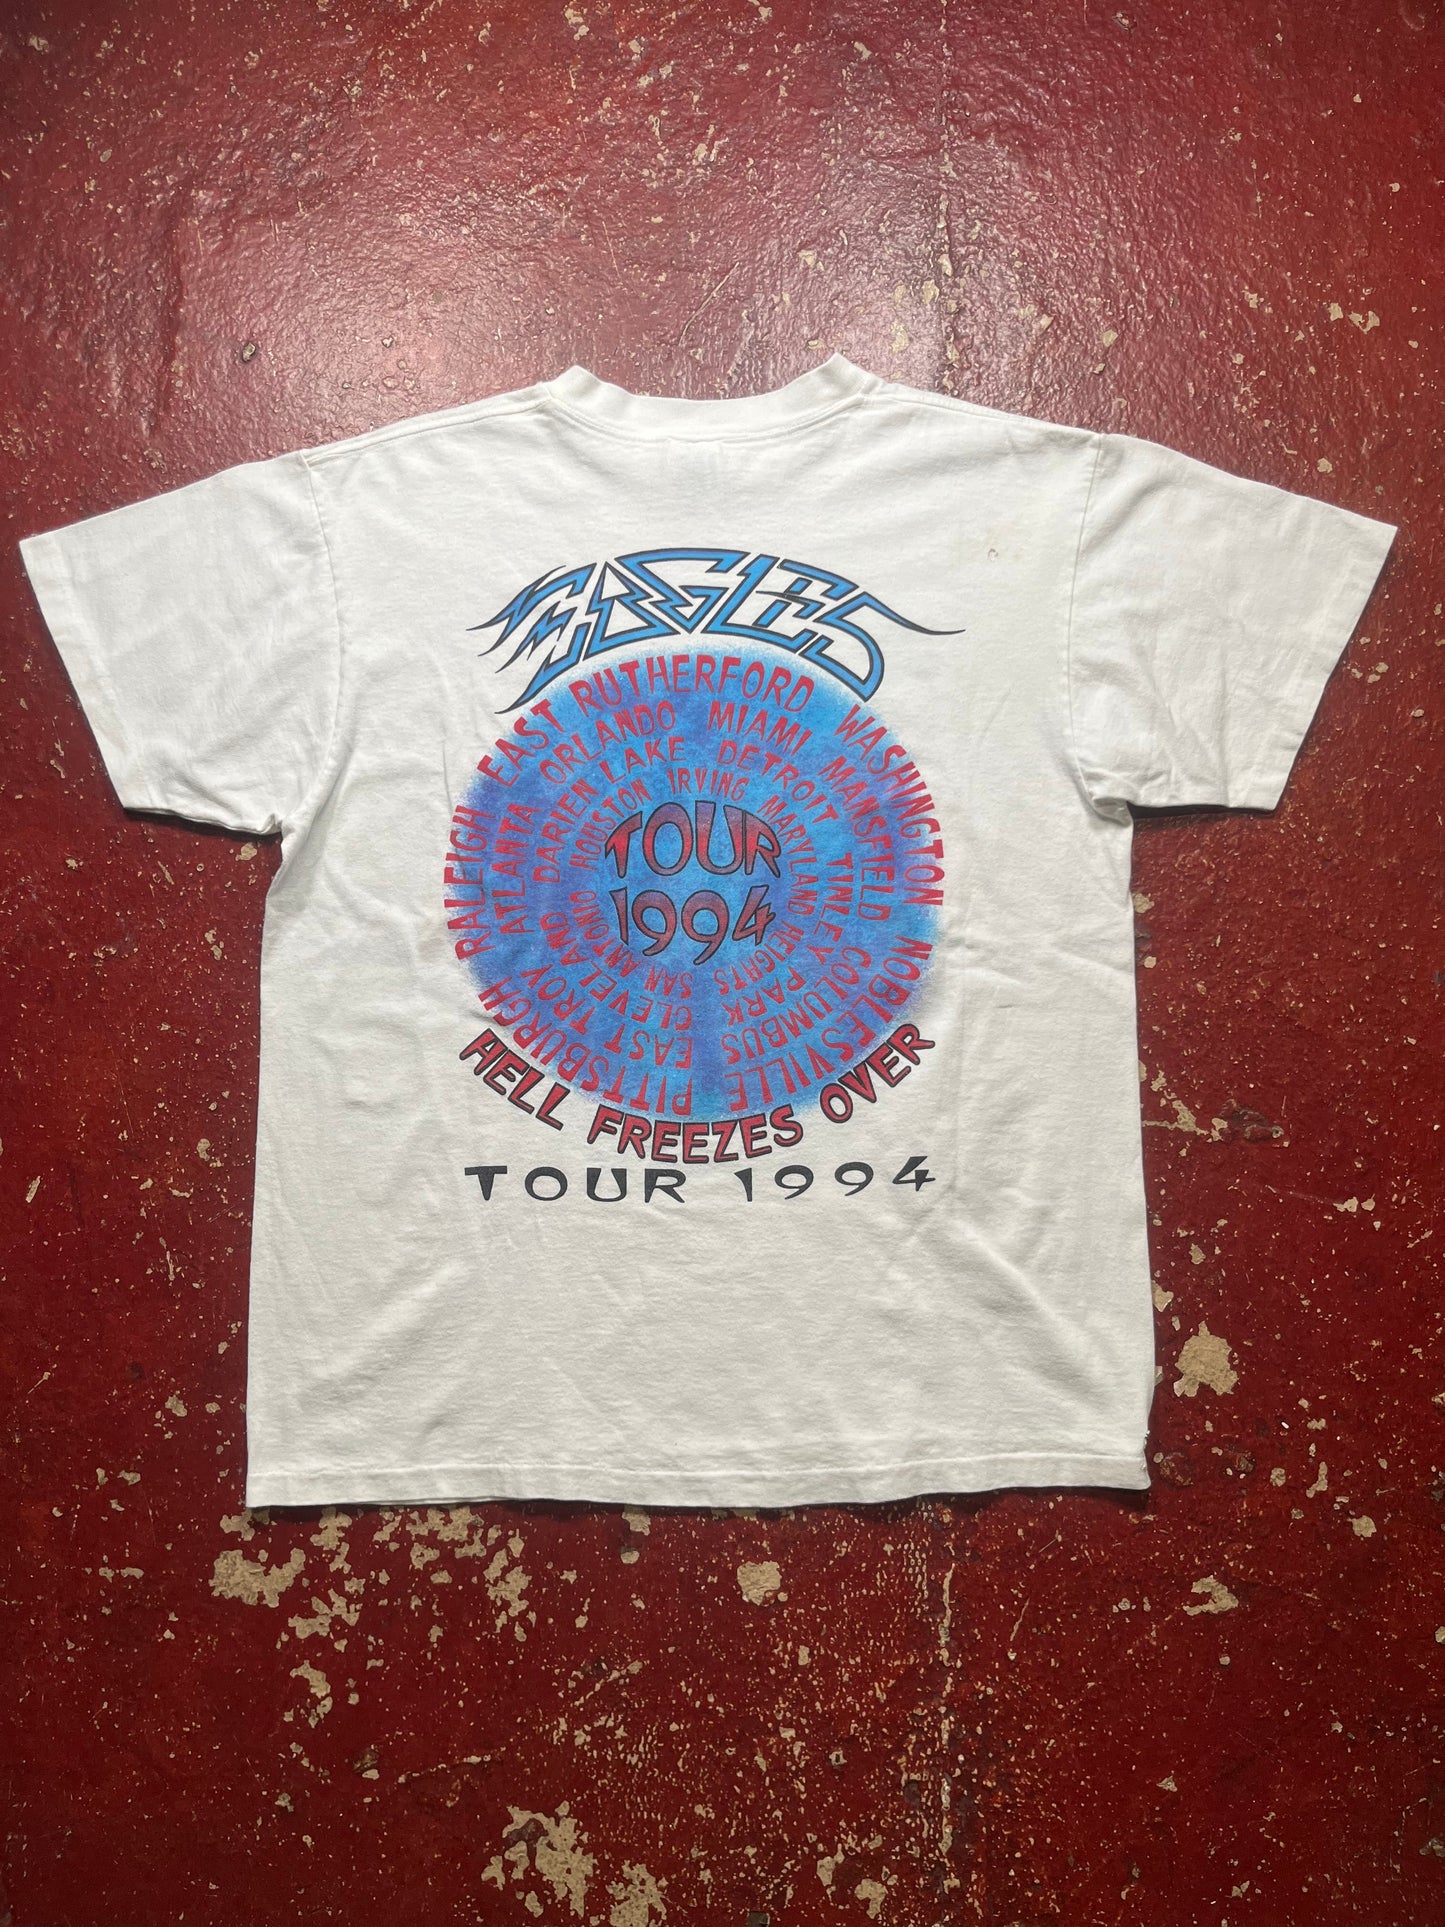 EAGLES
RALEIGH EAST RUTHERFORD WASHINGTON NOBLESVILLE PITTSBURGH
ATLANTA ORLANDO MIAMI MANSFIELD COLUMBUS EAST TROY
DARIEN LAKE DETROIT TINLEY PARK CLEVELAND
HOUSTON IRVING MARYLAND HEIGHTS SAN ANTONIO
TOUR
1994
HELL FREEZES OVER
TOUR 1994